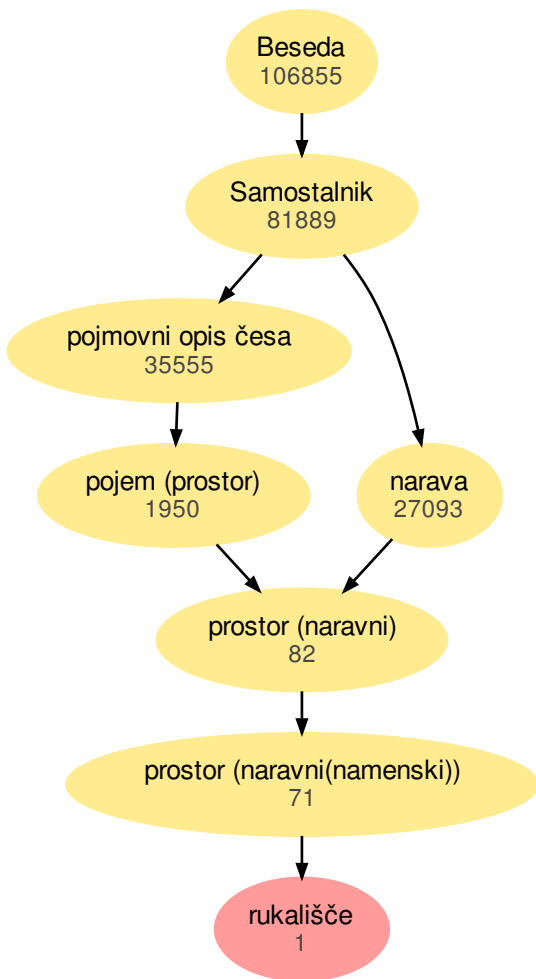 Beseda
106855
Samostalnik
81889
pojmovni opis česa
35555
pojem (prostor)
1950
narava
27093
prostor (naravni)
82
prostor (naravni(namenski))
71
rukališče
1